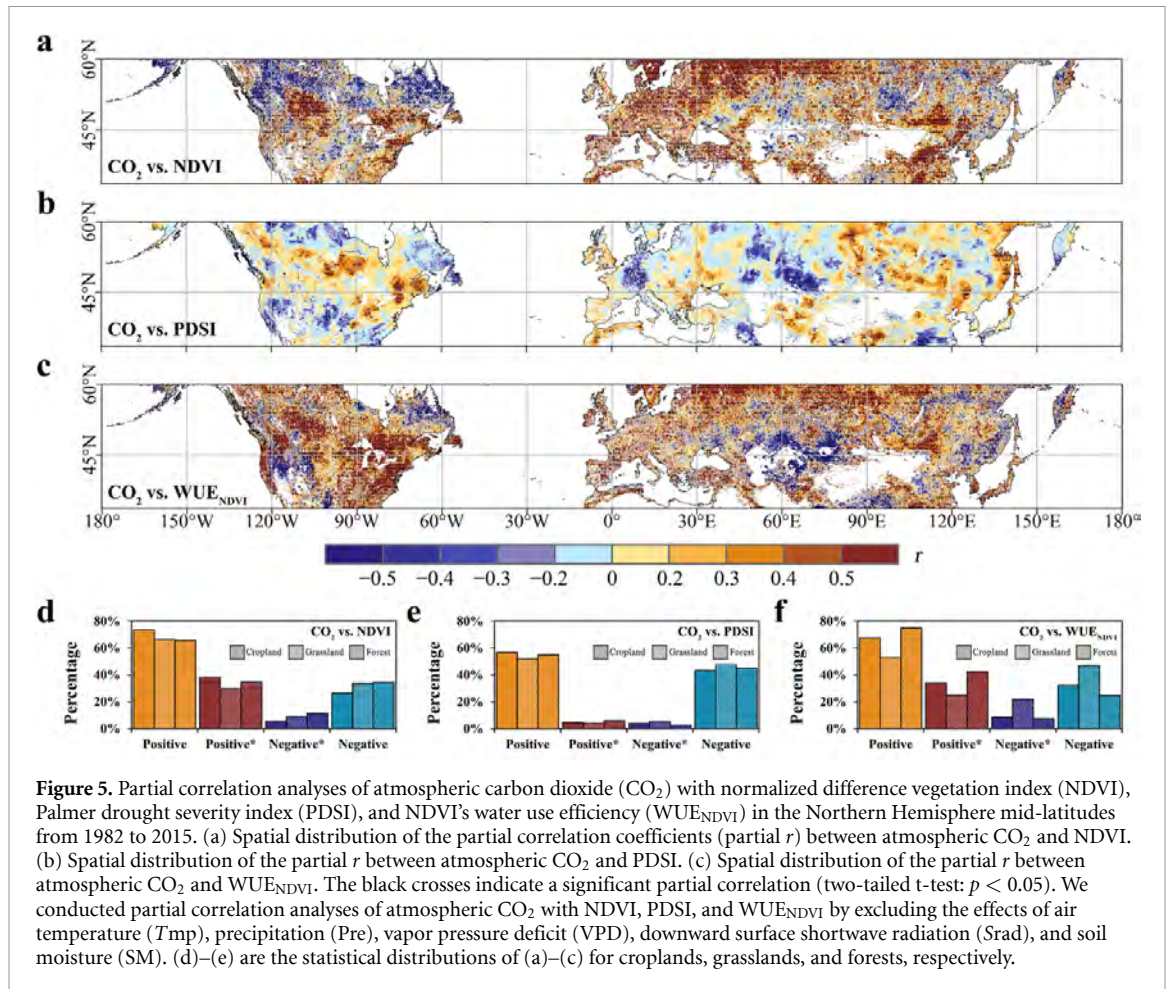 a
60°N
45°N
CO₂ vs. NDVI
b
60°N
45°N
CO₂ vs. PDSI
c
60°N
45°N
CO₂ vs. WUE_NDVI
180° 150°W 120°W 90°W 60°W 30°W 0° 30°E 60°E 90°E 120°E 150°E 180°
r
−0.5 −0.4 −0.3 −0.2 0 0.2 0.3 0.4 0.5
d
CO₂ vs. NDVI
Cropland Grassland Forest
Percentage
80%
60%
40%
20%
0%
Positive Positive* Negative* Negative
e
CO₂ vs. PDSI
Cropland Grassland Forest
Percentage
80%
60%
40%
20%
0%
Positive Positive* Negative* Negative
f
CO₂ vs. WUE_NDVI
Cropland Grassland Forest
Percentage
80%
60%
40%
20%
0%
Positive Positive* Negative* Negative
Figure 5. Partial correlation analyses of atmospheric carbon dioxide (CO₂) with normalized difference vegetation index (NDVI),
Palmer drought severity index (PDSI), and NDVI's water use efficiency (WUE_NDVI) in the Northern Hemisphere mid-latitudes
from 1982 to 2015. (a) Spatial distribution of the partial correlation coefficients (partial r) between atmospheric CO₂ and NDVI.
(b) Spatial distribution of the partial r between atmospheric CO₂ and PDSI. (c) Spatial distribution of the partial r between
atmospheric CO₂ and WUE_NDVI. The black crosses indicate a significant partial correlation (two-tailed t-test: p < 0.05). We
conducted partial correlation analyses of atmospheric CO₂ with NDVI, PDSI, and WUE_NDVI by excluding the effects of air
temperature (Tmp), precipitation (Pre), vapor pressure deficit (VPD), downward surface shortwave radiation (Srad), and soil
moisture (SM). (d)–(e) are the statistical distributions of (a)–(c) for croplands, grasslands, and forests, respectively.